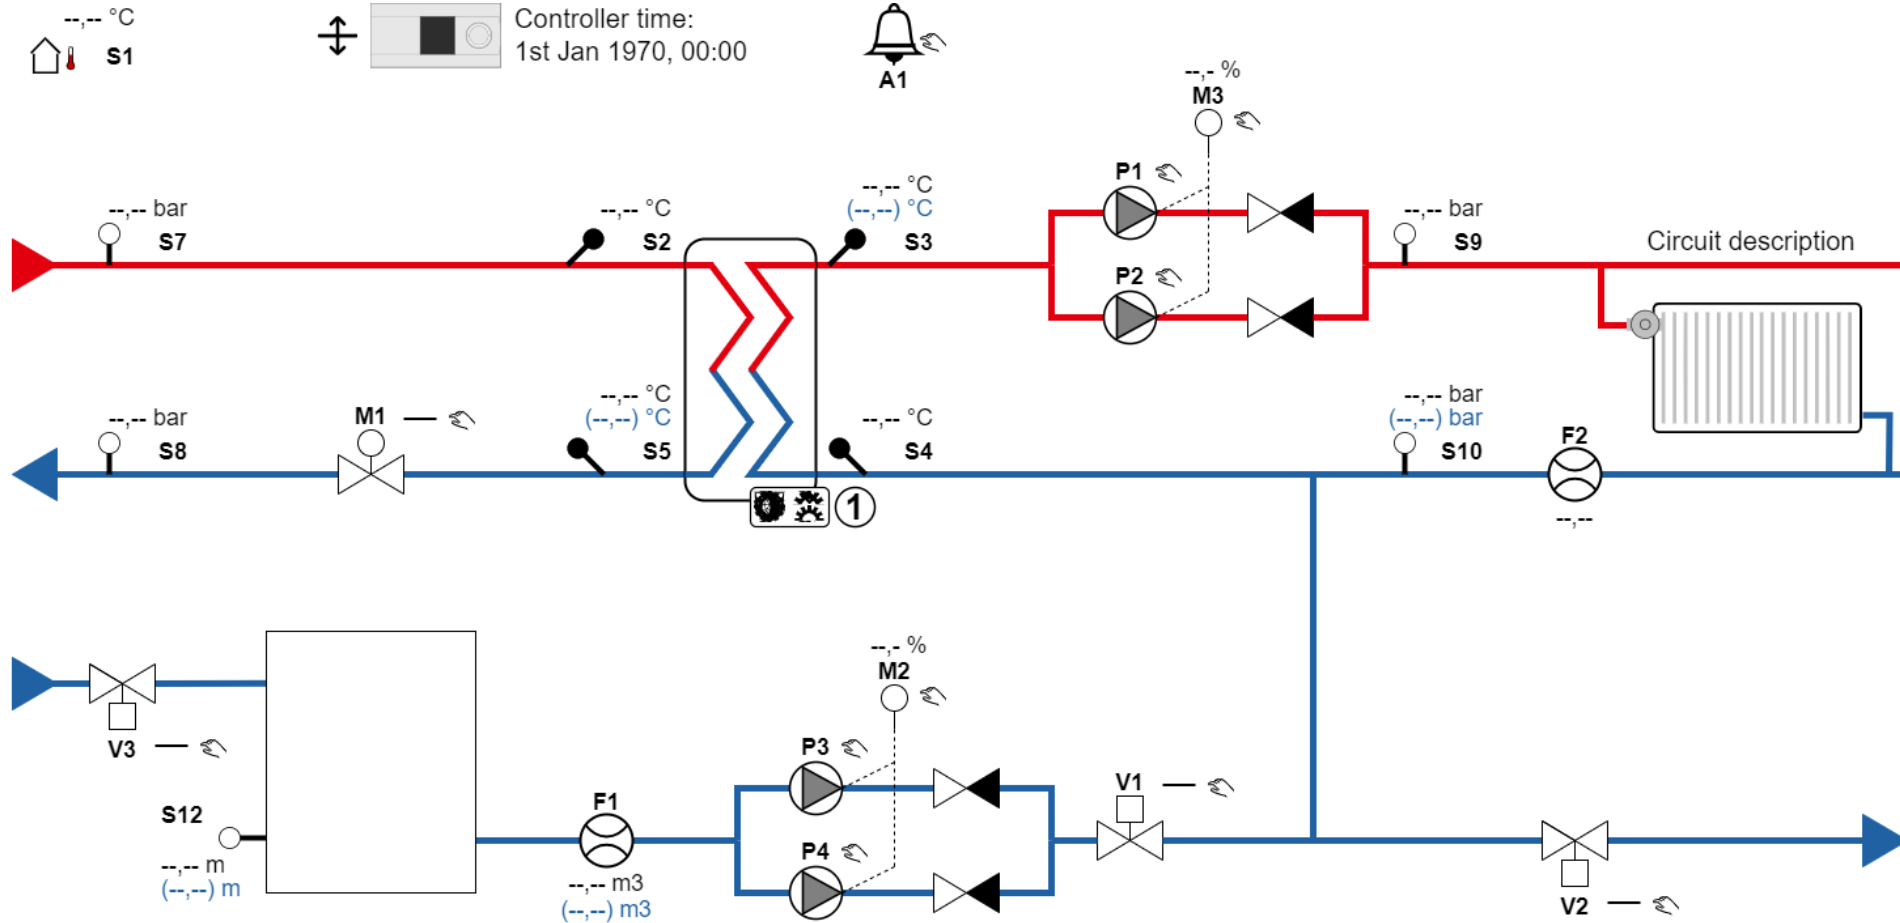 --,-- °C
S1
Controller time:
1st Jan 1970, 00:00
A1
--,- %
M3
P1
--,-- bar
S7
--,-- °C
S2
--,-- °C
(--,--) °C
S3
P2
--,-- bar
S9
Circuit description
--,-- bar
S8
M1
--,-- °C
(--,--) °C
S5
--,-- °C
S4
--,-- bar
(--,--) bar
S10
F2
--,--
1
V3
S12
--,-- m
(--,--) m
F1
--,-- m3
(--,--) m3
--,- %
M2
P3
P4
V1
V2